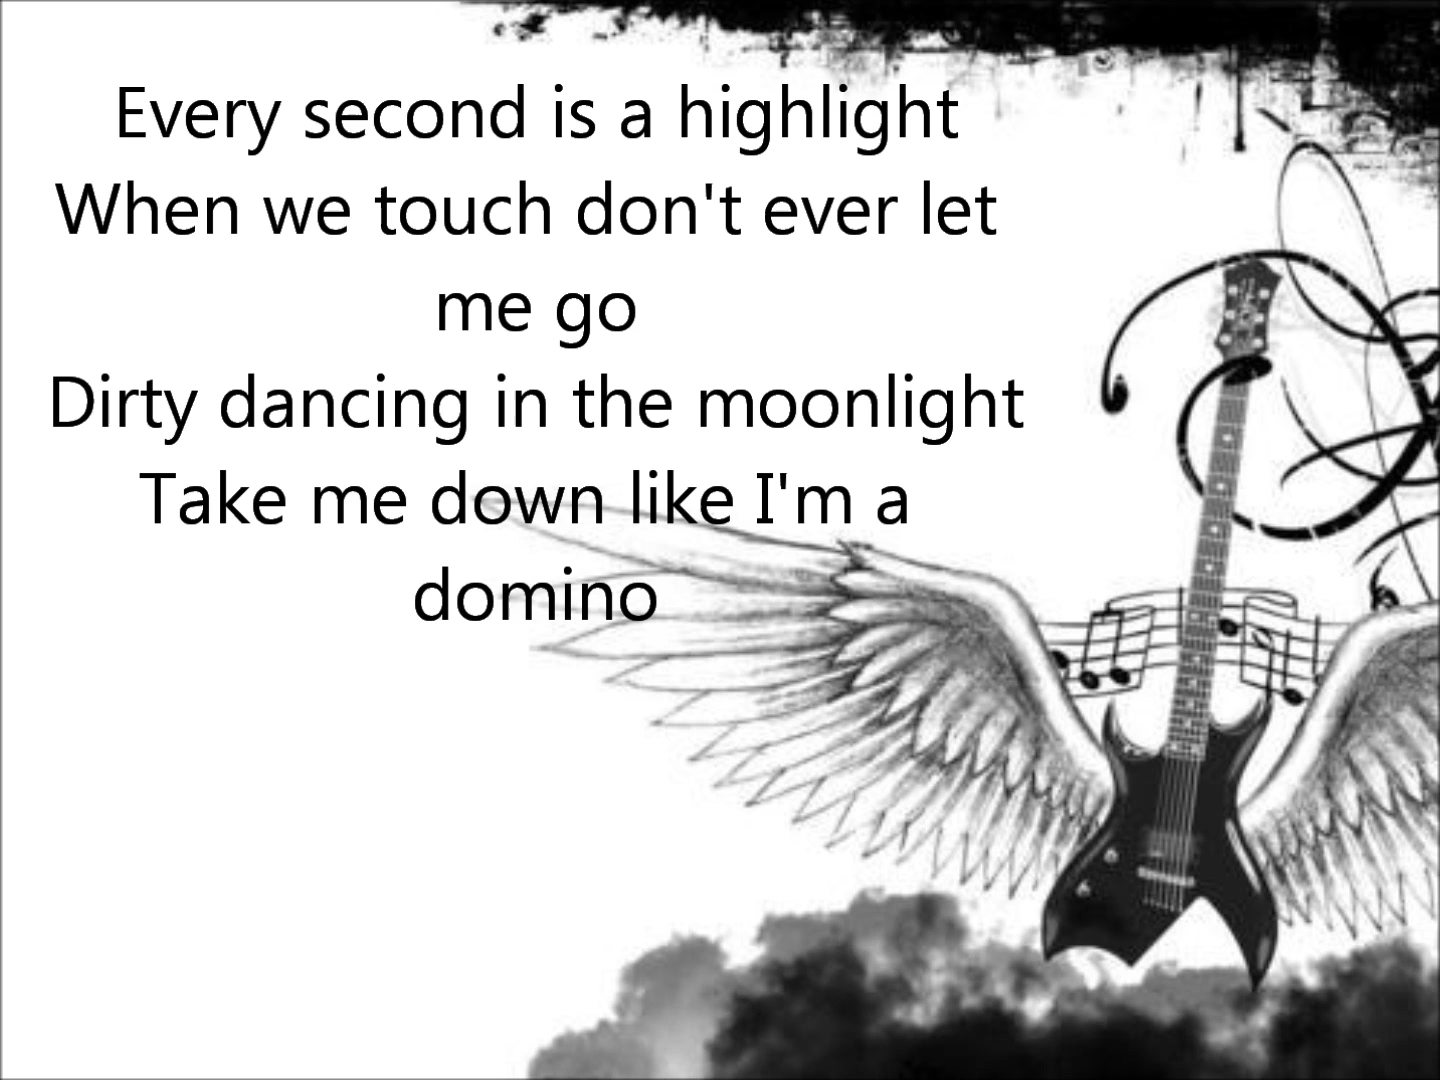 Every second is a highlight
When we touch don't ever let
me go
Dirty dancing in the moonlight
Take me down like I'm a
domino